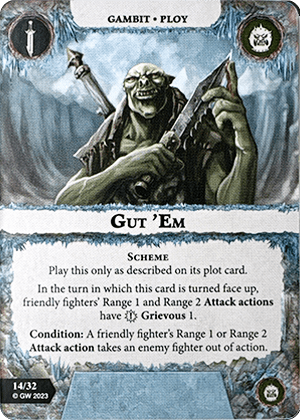 GAMBIT • PLOY
GUT 'EM
SCHEME
Play this only as described on its plot card.
In the turn in which this card is turned face up,
friendly fighters' Range 1 and Range 2 Attack actions
have Grievous 1.
Condition: A friendly fighter's Range 1 or Range 2
Attack action takes an enemy fighter out of action.
14/32
© GW 2023